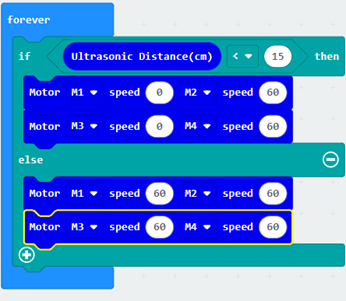 forever
if Ultrasonic Distance(cm) < 15 then
Motor M1 speed 0 M2 speed 60
Motor M3 speed 0 M4 speed 60
else
Motor M1 speed 60 M2 speed 60
Motor M3 speed 60 M4 speed 60